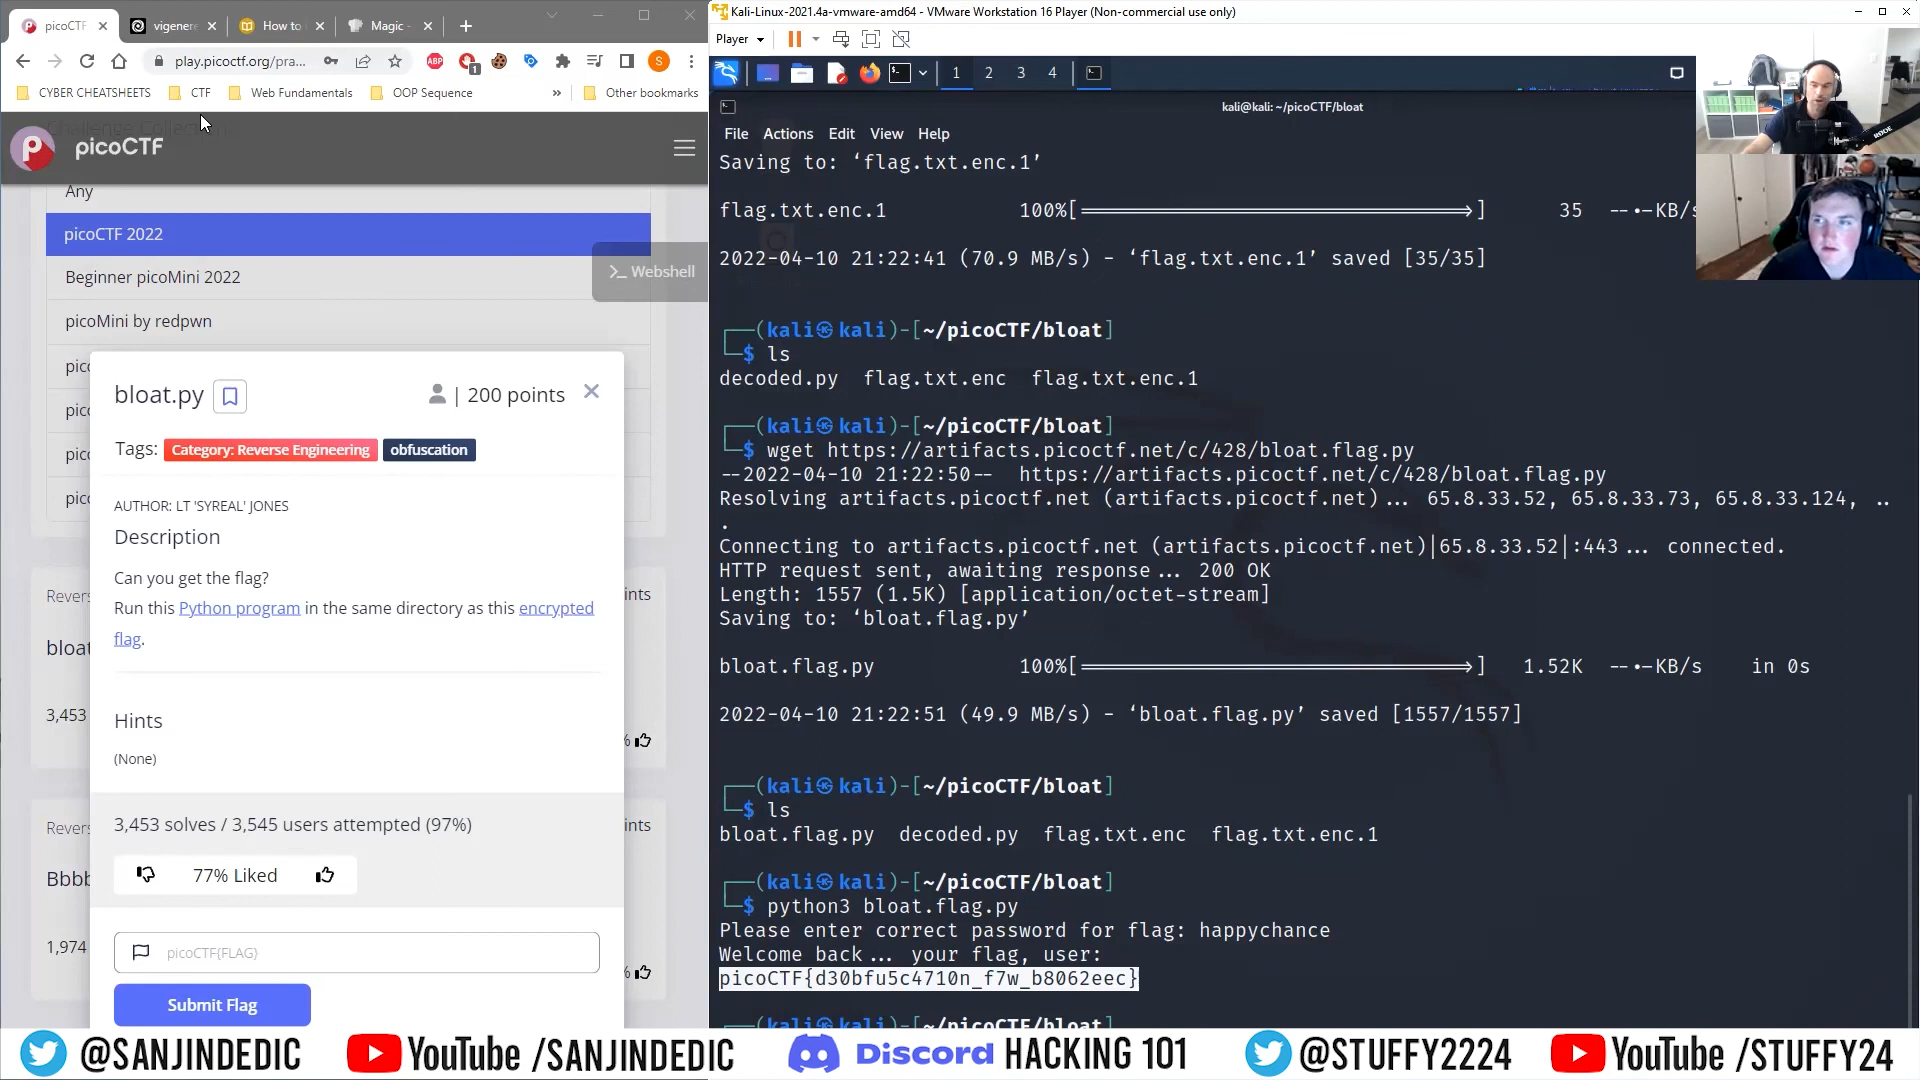 picoCTF
vigenere
How to
Magic -
play.picoctf.org/pra...
ABP
1
S
CYBER CHEATSHEETS
CTF
Web Fundamentals
OOP Sequence
»
Other bookmarks
picoCTF
Any
picoCTF 2022
Beginner picoMini 2022
picoMini by redpwn
>_ Webshell
bloat.py
| 200 points
Tags: Category: Reverse Engineering obfuscation
AUTHOR: LT 'SYREAL' JONES
Description
Can you get the flag?
Run this Python program in the same directory as this encrypted
flag.
Hints
(None)
3,453 solves / 3,545 users attempted (97%)
77% Liked
picoCTF{FLAG}
Submit Flag
3,453
1,974
Kali-Linux-2021.4a-vmware-amd64 - VMware Workstation 16 Player (Non-commercial use only)
Player
1 2 3 4
kali@kali: ~/picoCTF/bloat
File Actions Edit View Help
Saving to: ‘flag.txt.enc.1’
flag.txt.enc.1 100%[===================>] 35 --.-KB/s
2022-04-10 21:22:41 (70.9 MB/s) - ‘flag.txt.enc.1’ saved [35/35]
┌──(kali㉿kali)-[~/picoCTF/bloat]
└─$ ls
decoded.py flag.txt.enc flag.txt.enc.1
┌──(kali㉿kali)-[~/picoCTF/bloat]
└─$ wget https://artifacts.picoctf.net/c/428/bloat.flag.py
--2022-04-10 21:22:50-- https://artifacts.picoctf.net/c/428/bloat.flag.py
Resolving artifacts.picoctf.net (artifacts.picoctf.net)... 65.8.33.52, 65.8.33.73, 65.8.33.124, ..
.
Connecting to artifacts.picoctf.net (artifacts.picoctf.net)|65.8.33.52|:443... connected.
HTTP request sent, awaiting response... 200 OK
Length: 1557 (1.5K) [application/octet-stream]
Saving to: ‘bloat.flag.py’
bloat.flag.py 100%[===================>] 1.52K --.-KB/s in 0s
2022-04-10 21:22:51 (49.9 MB/s) - ‘bloat.flag.py’ saved [1557/1557]
┌──(kali㉿kali)-[~/picoCTF/bloat]
└─$ ls
bloat.flag.py decoded.py flag.txt.enc flag.txt.enc.1
┌──(kali㉿kali)-[~/picoCTF/bloat]
└─$ python3 bloat.flag.py
Please enter correct password for flag: happychance
Welcome back... your flag, user:
picoCTF{d30bfu5c4710n_f7w_b8062eec}
┌──(kali㉿kali)-[~/picoCTF/bloat]
RODE
@SANJINDEDIC YouTube /SANJINDEDIC Discord HACKING 101 @STUFFY2224 YouTube /STUFFY24